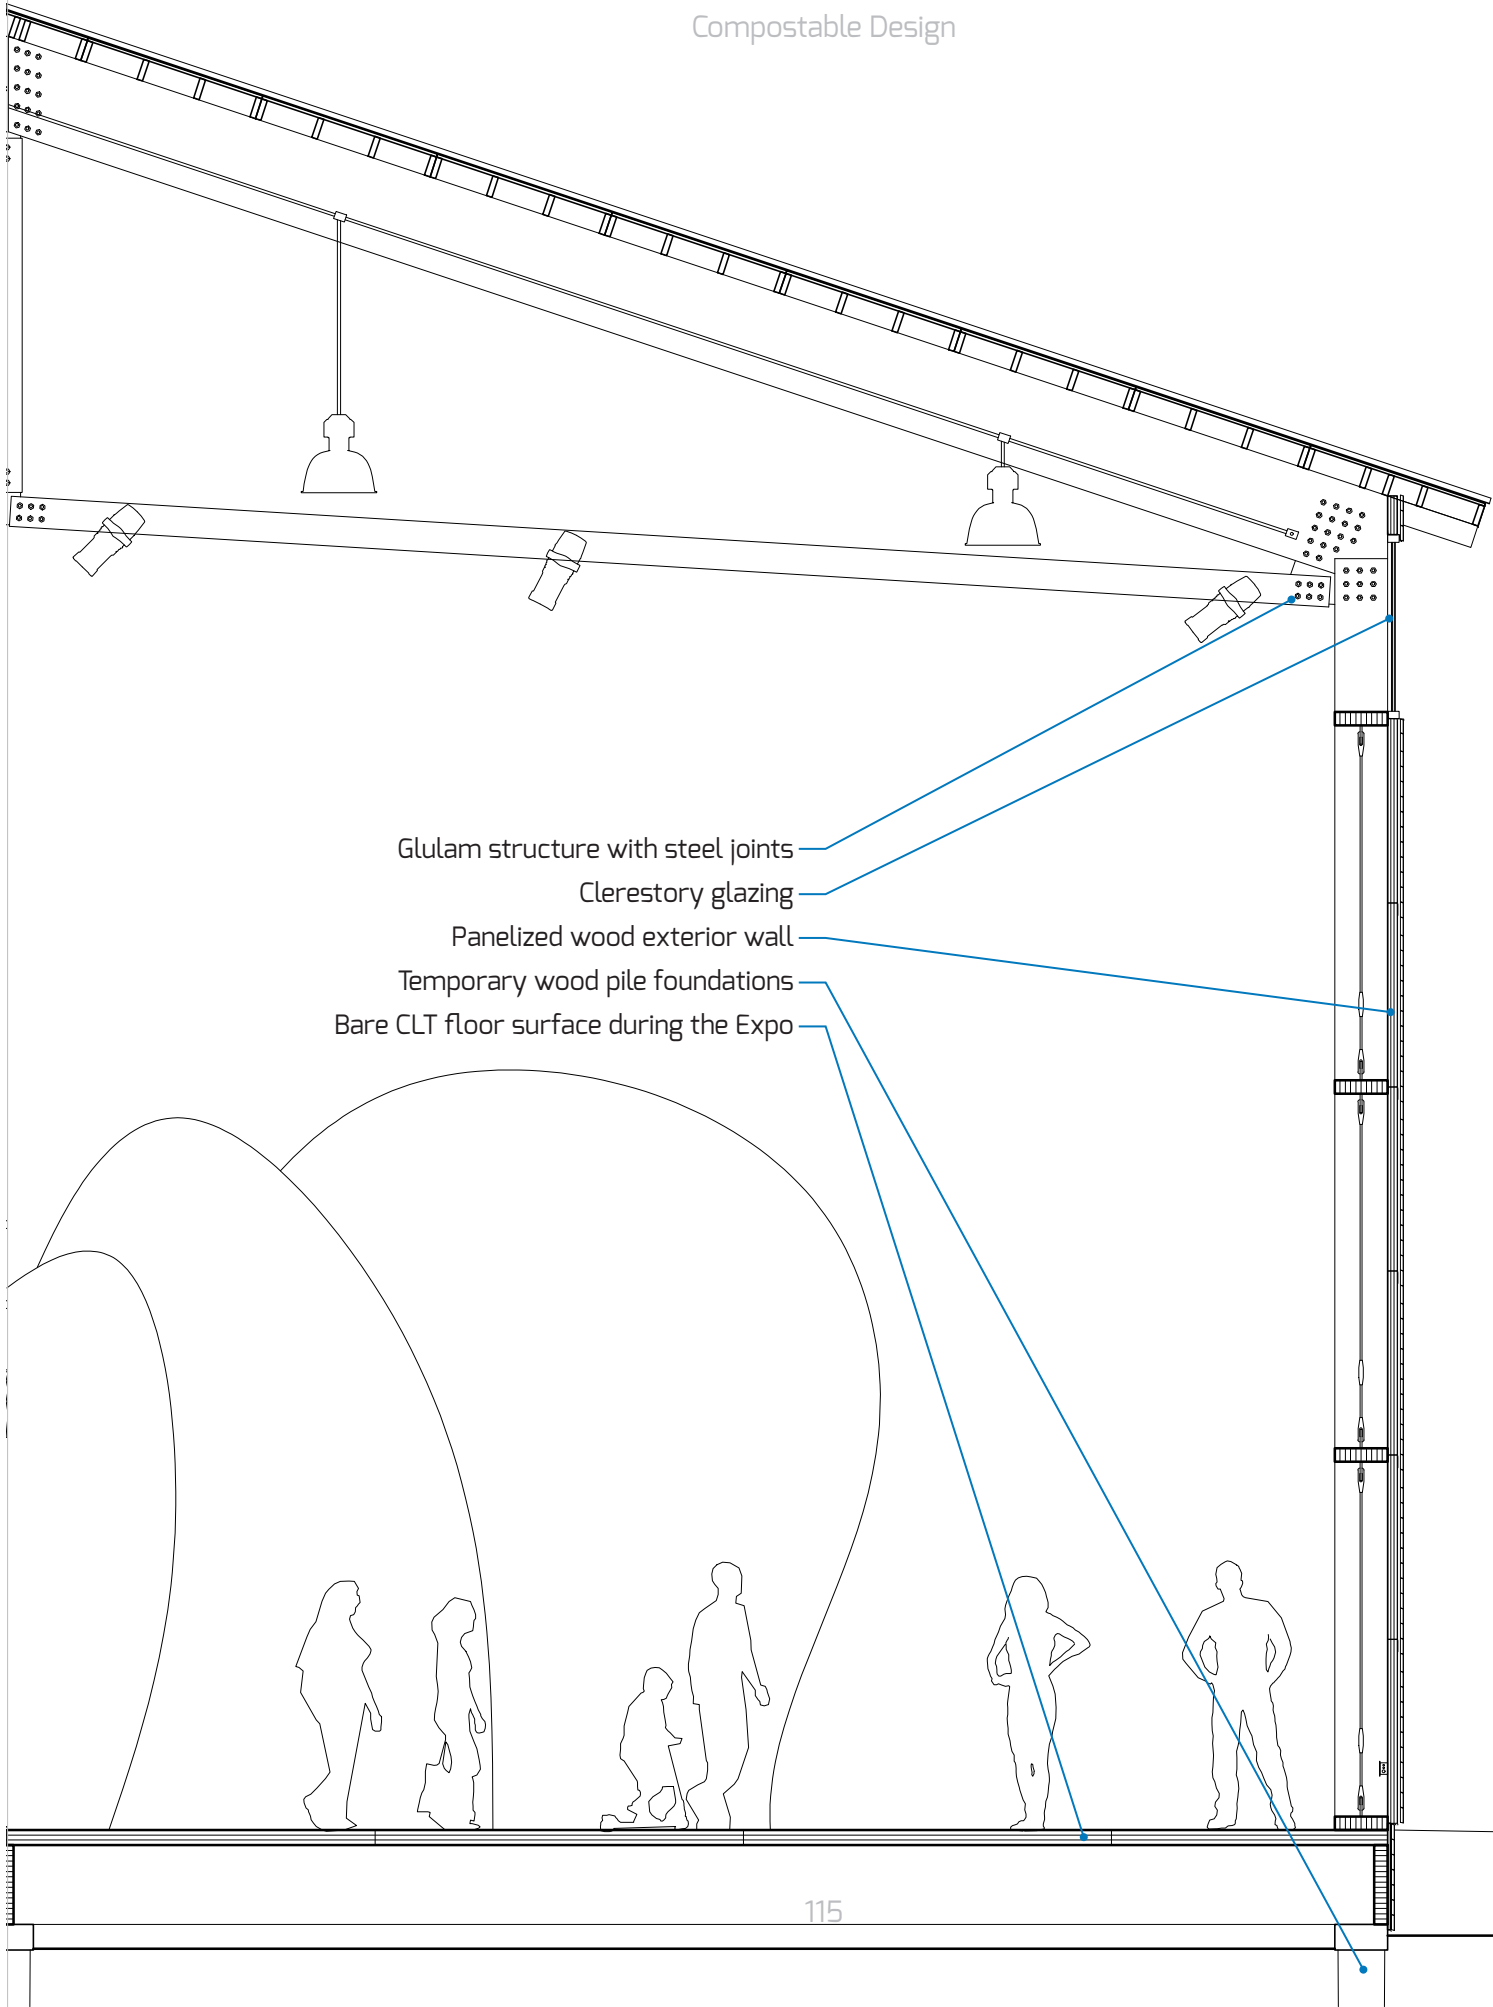 Compostable Design
Glulam structure with steel joints
Clerestory glazing
Panelized wood exterior wall
Temporary wood pile foundations
Bare CLT floor surface during the Expo
115